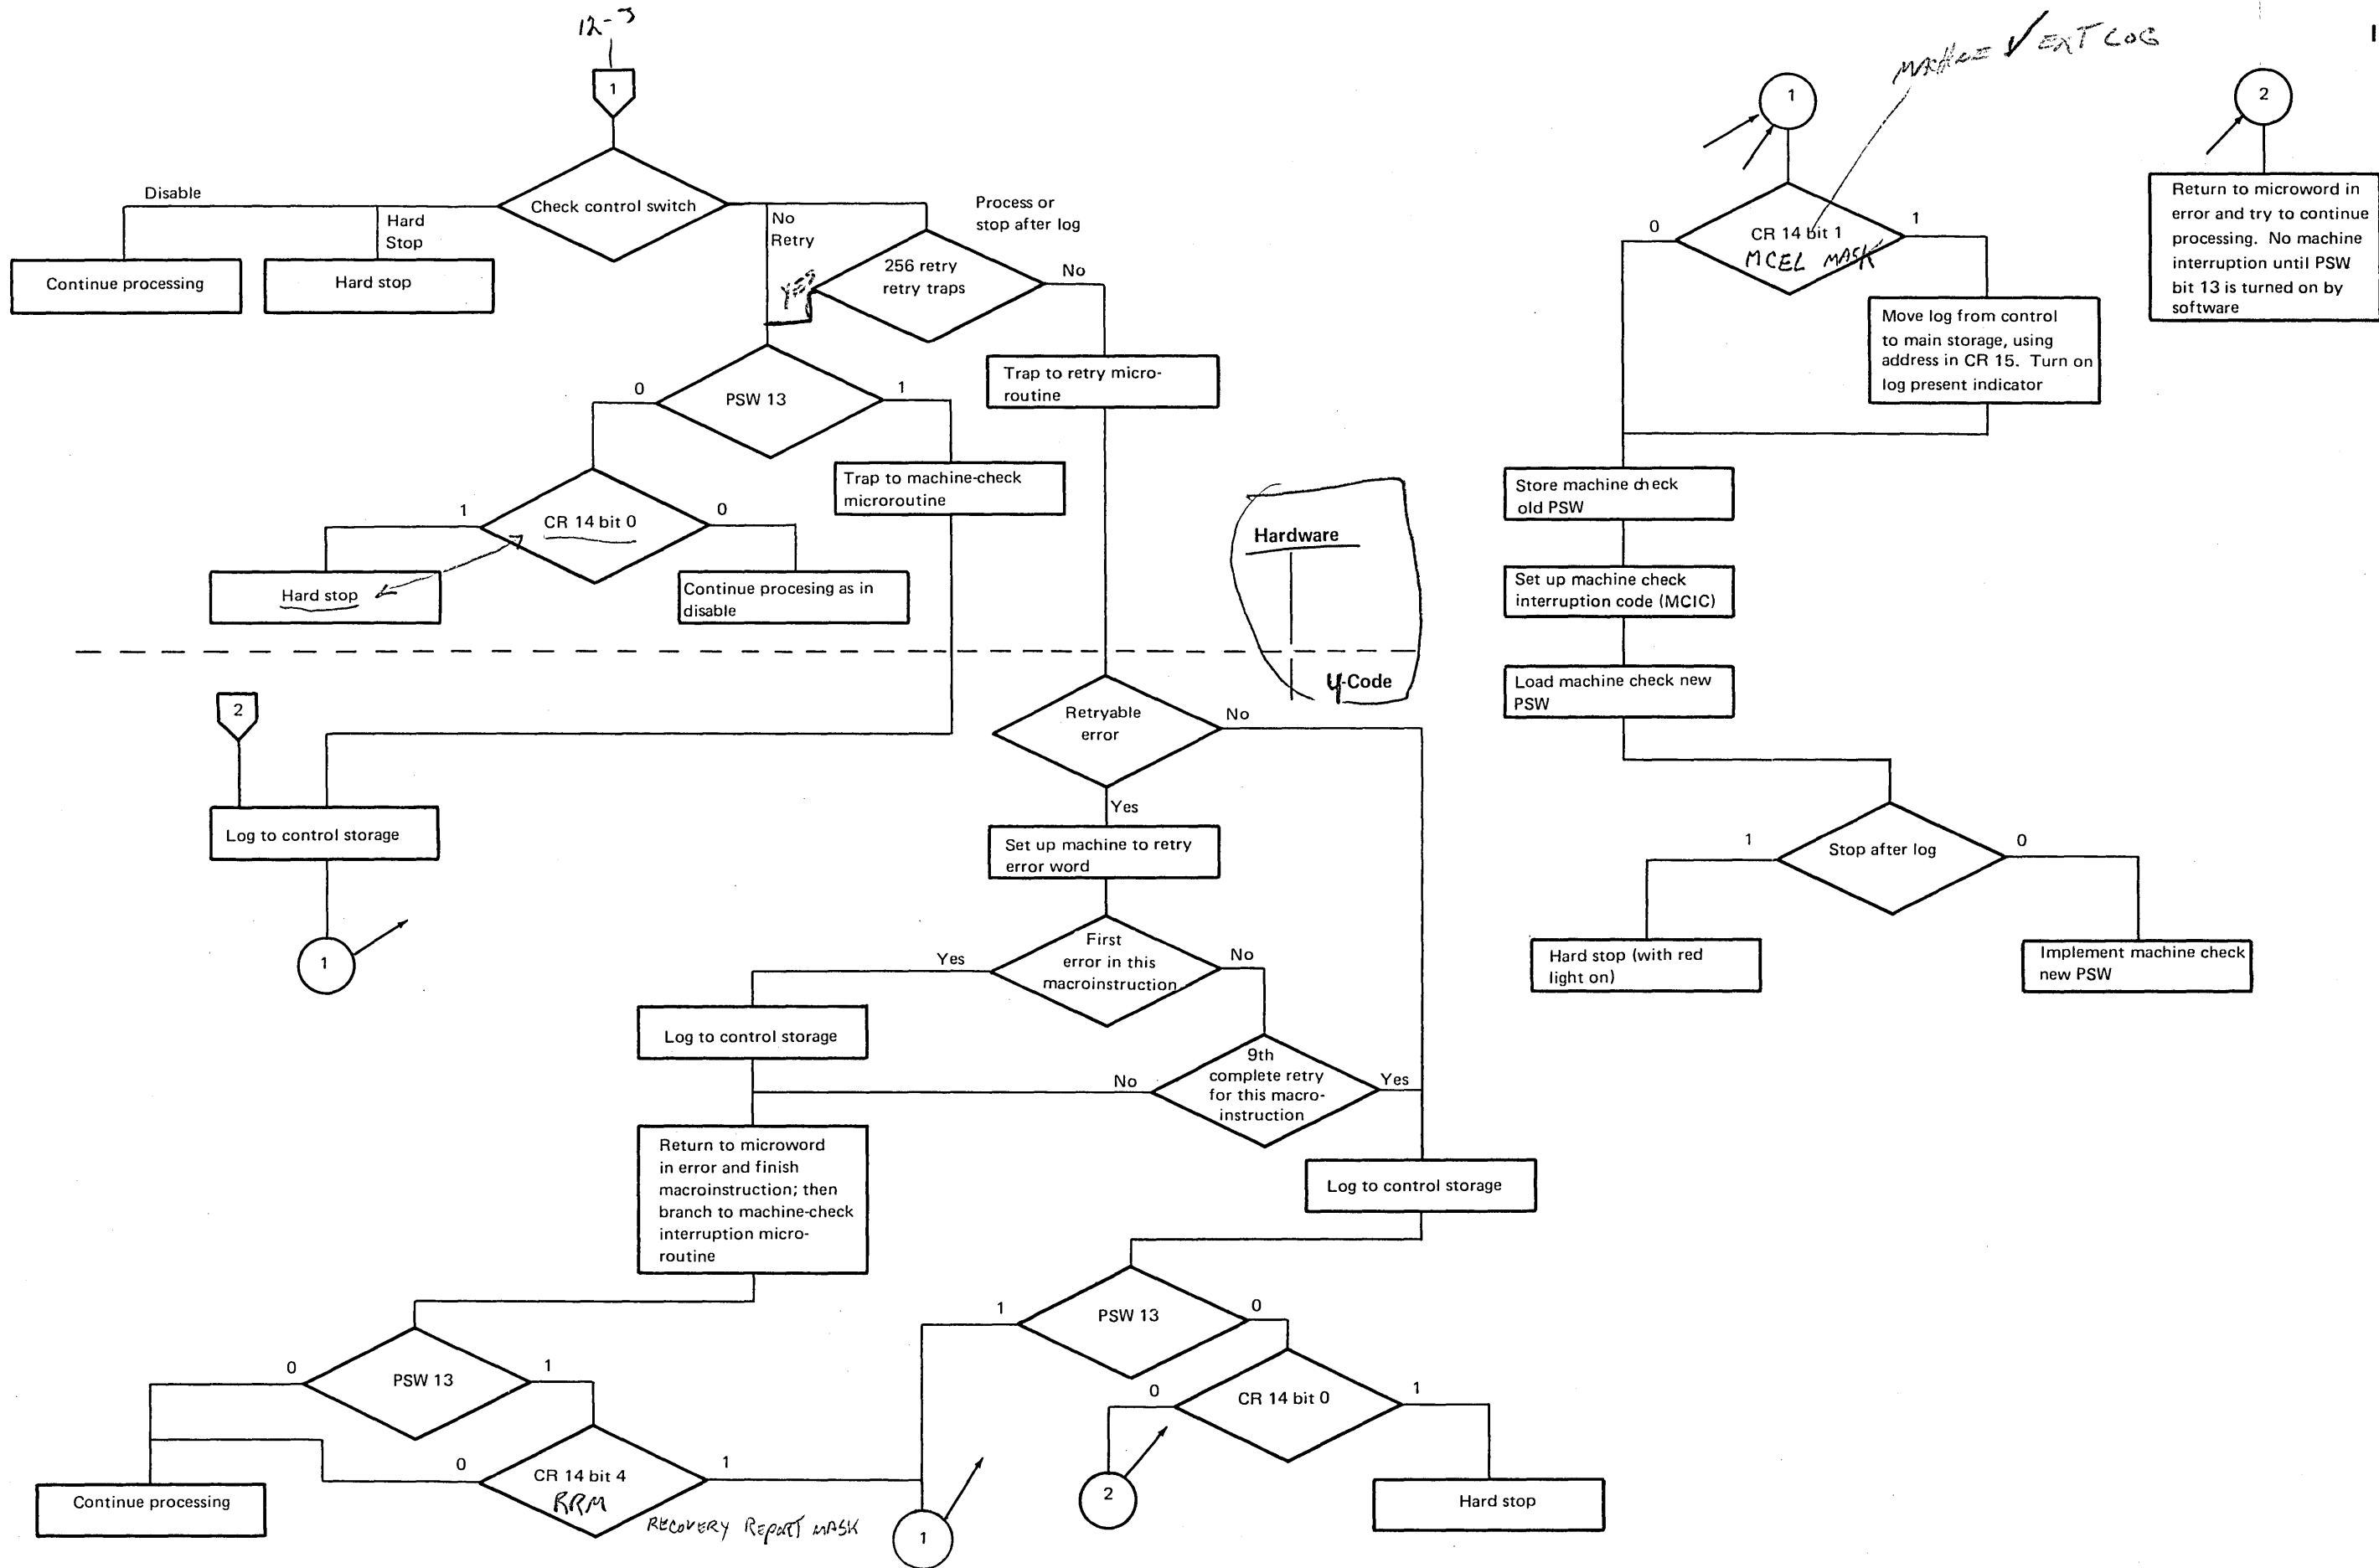 12-3
1
Check control switch
Disable
Hard
Stop
No
Retry
Process or
stop after log
Continue processing
Hard stop
256 retry
retry traps
YES
No
Trap to retry micro-
routine
PSW 13
0
1
Trap to machine-check
microroutine
CR 14 bit 0
1
0
Hard stop
Continue procesing as in
disable
Hardware
-Code
2
Log to control storage
1
Retryable
error
No
Yes
Set up machine to retry
error word
First
error in this
macroinstruction
Yes
No
Log to control storage
9th
complete retry
for this macro-
instruction
No
Yes
Return to microword
in error and finish
macroinstruction; then
branch to machine-check
interruption micro-
routine
Log to control storage
PSW 13
0
1
CR 14 bit 4
RRM
0
1
RECOVERY REPORT MASK
Continue processing
PSW 13
1
0
CR 14 bit 0
0
1
1
2
Hard stop
MACHINE ✓ EXT LOG
1
CR 14 bit 1
MCEL MASK
0
1
Move log from control
to main storage, using
address in CR 15. Turn on
log present indicator
Store machine check
old PSW
Set up machine check
interruption code (MCIC)
Load machine check new
PSW
Stop after log
1
0
Hard stop (with red
light on)
Implement machine check
new PSW
2
Return to microword in
error and try to continue
processing. No machine
interruption until PSW
bit 13 is turned on by
software